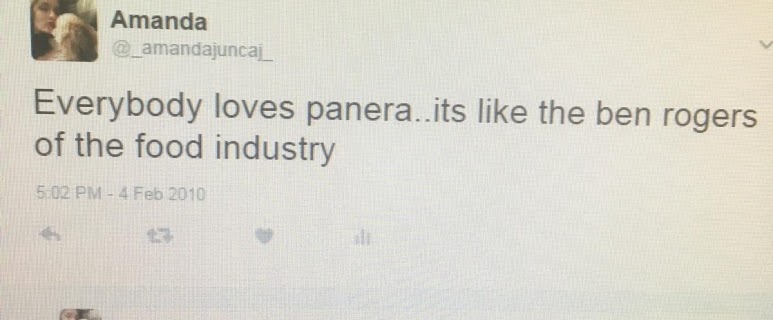 Amanda
@_amandajuncaj_
Everybody loves panera..its like the ben rogers
of the food industry
5:02 PM - 4 Feb 2010